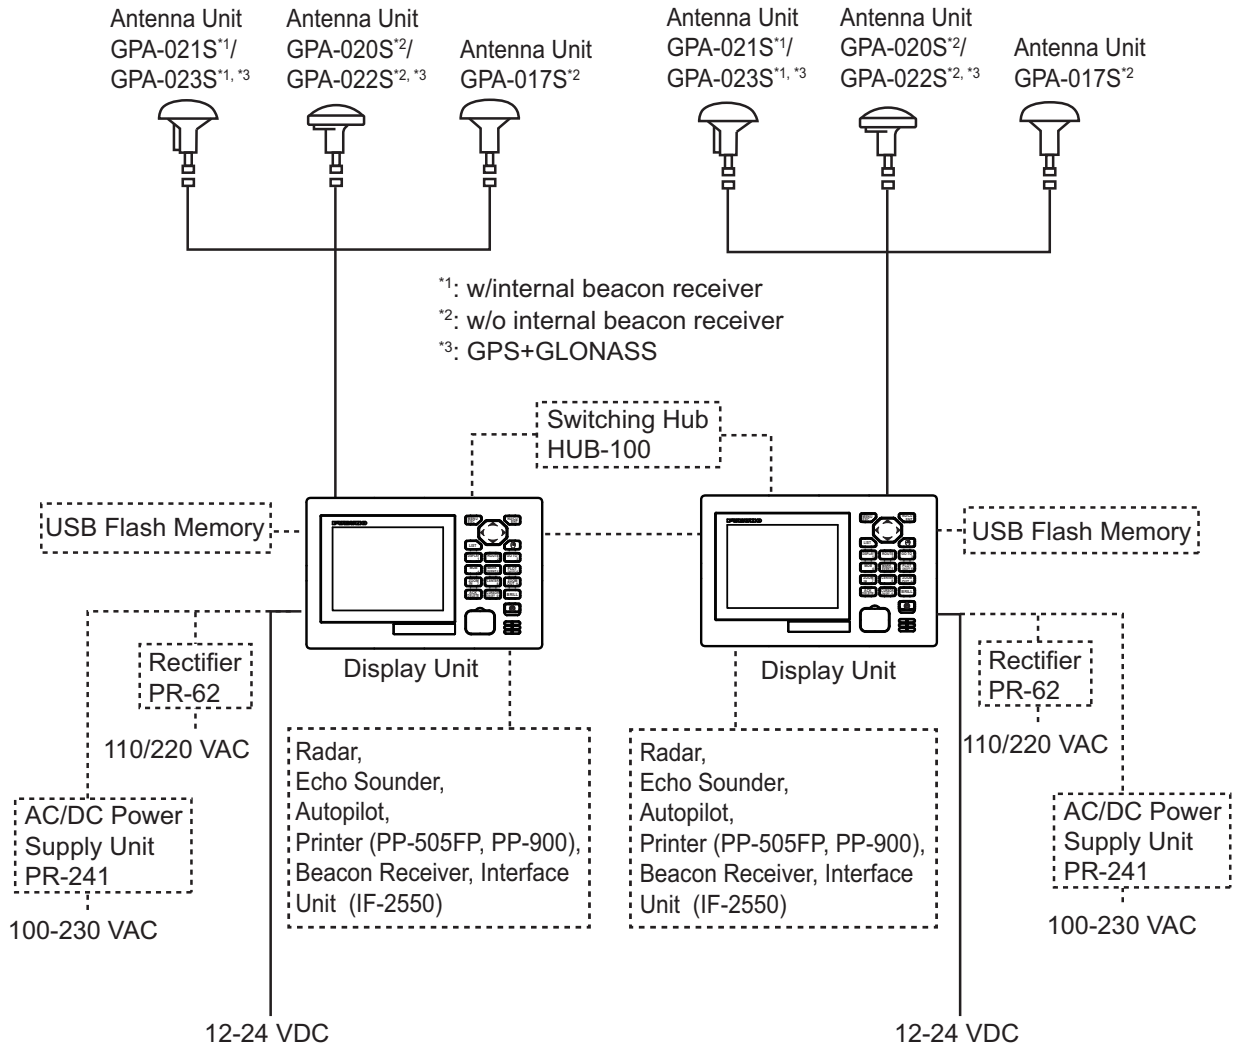 Antenna Unit
GPA-021S*1/
GPA-023S*1, *3
Antenna Unit
GPA-020S*2/
GPA-022S*2, *3
Antenna Unit
GPA-017S*2
Antenna Unit
GPA-021S*1/
GPA-023S*1, *3
Antenna Unit
GPA-020S*2/
GPA-022S*2, *3
Antenna Unit
GPA-017S*2
*1: w/internal beacon receiver
*2: w/o internal beacon receiver
*3: GPS+GLONASS
Switching Hub
HUB-100
USB Flash Memory
USB Flash Memory
Display Unit
Display Unit
Rectifier
PR-62
110/220 VAC
AC/DC Power
Supply Unit
PR-241
100-230 VAC
Radar,
Echo Sounder,
Autopilot,
Printer (PP-505FP, PP-900),
Beacon Receiver, Interface
Unit (IF-2550)
Radar,
Echo Sounder,
Autopilot,
Printer (PP-505FP, PP-900),
Beacon Receiver, Interface
Unit (IF-2550)
Rectifier
PR-62
110/220 VAC
AC/DC Power
Supply Unit
PR-241
100-230 VAC
12-24 VDC
12-24 VDC